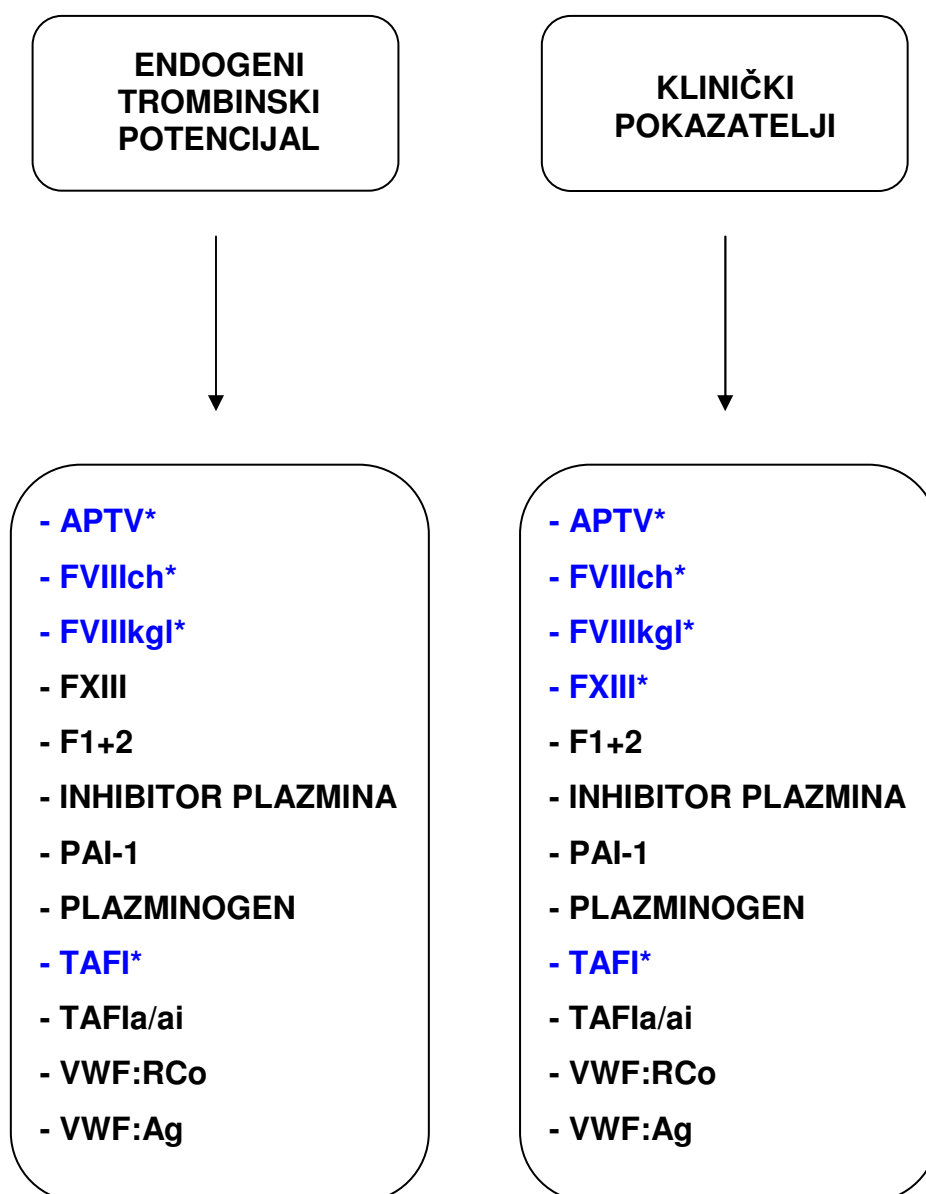 ENDOGENI
TROMBINSKI
POTENCIJAL
KLINIČKI
POKAZATELJI
- APTV*
- FVIIIch*
- FVIIIkgl*
- FXIII
- F1+2
- INHIBITOR PLAZMINA
- PAI-1
- PLAZMINOGEN
- TAFI*
- TAFIa/ai
- VWF:RCo
- VWF:Ag
- APTV*
- FVIIIch*
- FVIIIkgl*
- FXIII*
- F1+2
- INHIBITOR PLAZMINA
- PAI-1
- PLAZMINOGEN
- TAFI*
- TAFIa/ai
- VWF:RCo
- VWF:Ag